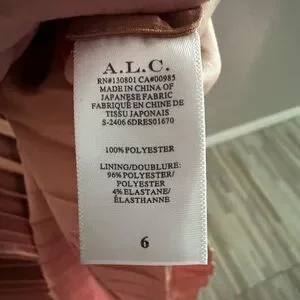 A.L.C.
RN#130801 CA#00985
MADE IN CHINA OF
JAPANESE FABRIC
FABRIQUÉ EN CHINE DE
TISSU JAPONAIS
S-2406 6DRES01670
100% POLYESTER
LINING/DOUBLURE:
96% POLYESTER/
4% ELASTANE/
ÉLASTHANNE
6